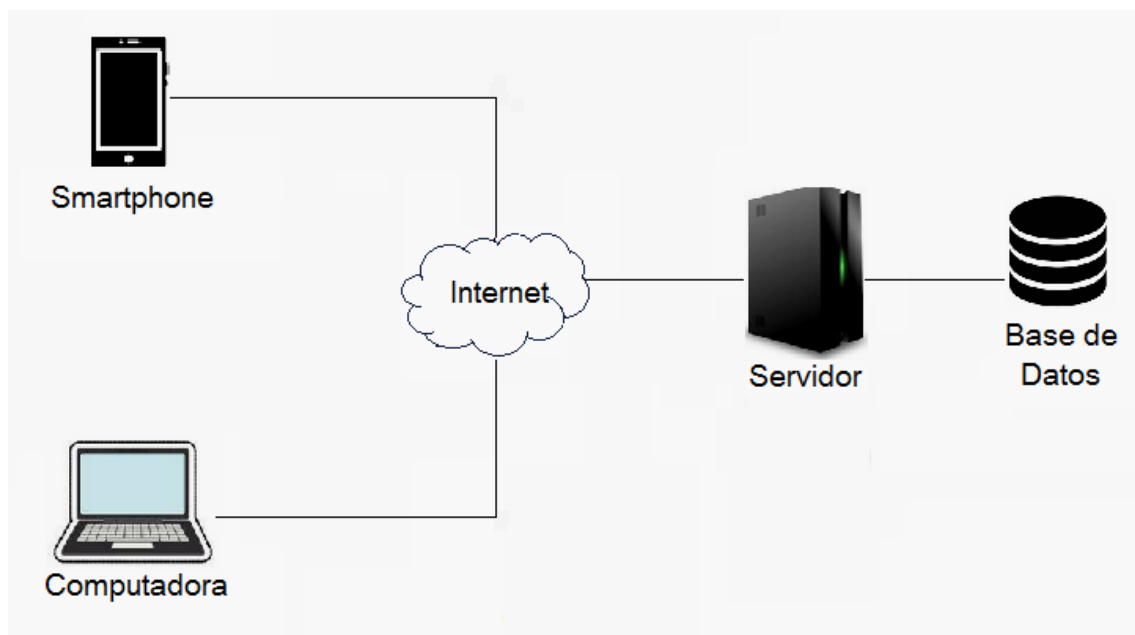 Smartphone
Internet
Servidor
Base de
Datos
Computadora